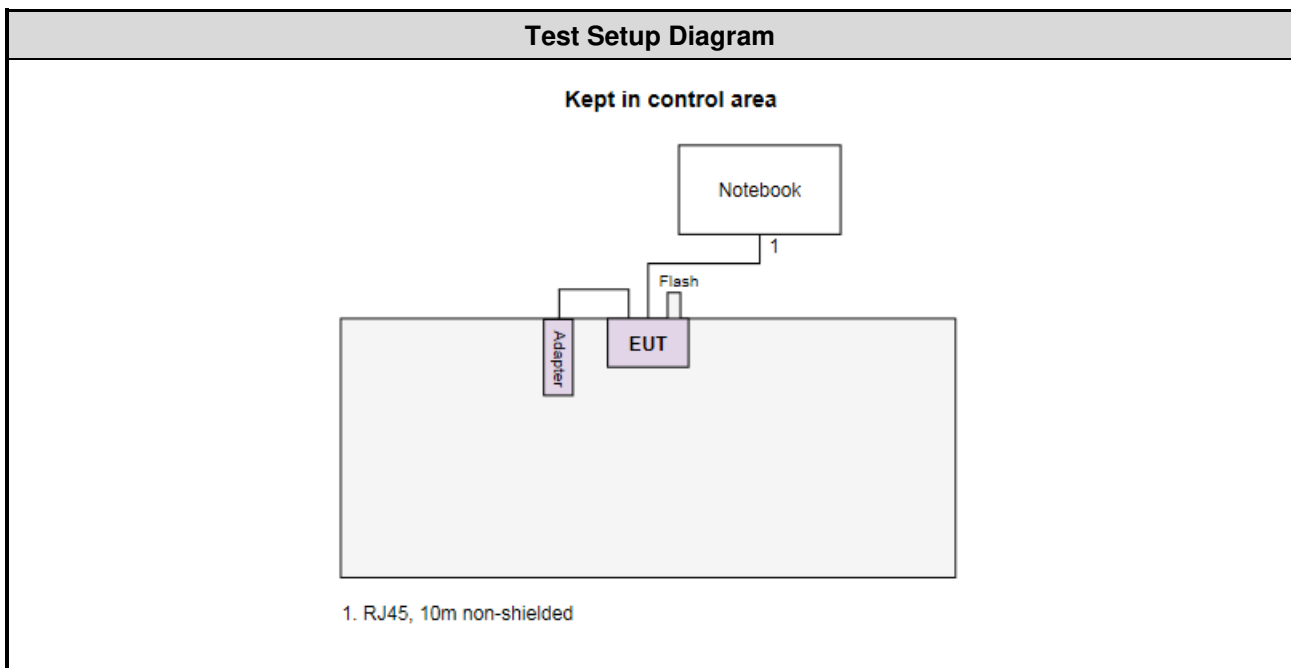 Test Setup Diagram
Kept in control area
Notebook
1
Flash
Adapter
EUT
1. RJ45, 10m non-shielded